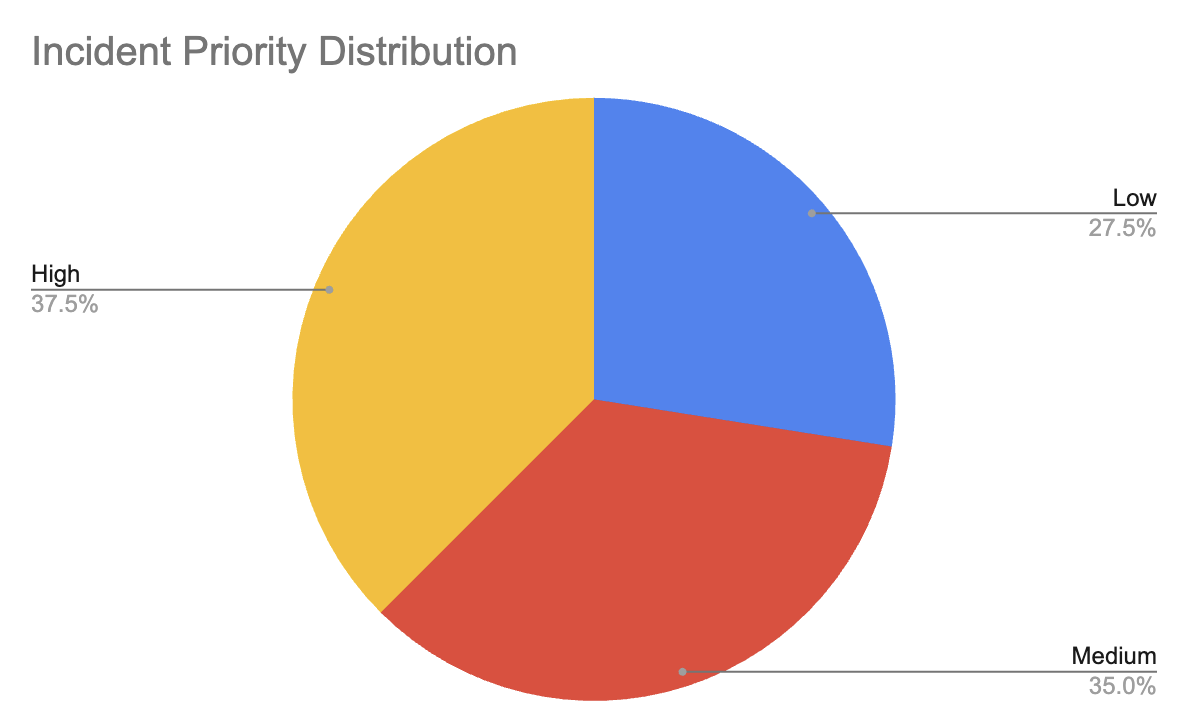 Incident Priority Distribution
Low
27.5%
High
37.5%
Medium
35.0%